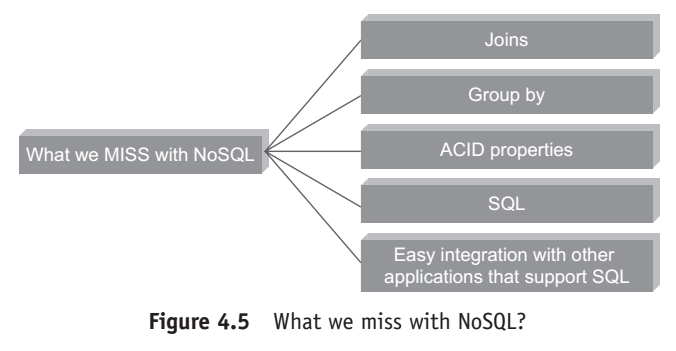 What we MISS with NoSQL
Joins
Group by
ACID properties
SQL
Easy integration with other
applications that support SQL
Figure 4.5 What we miss with NoSQL?